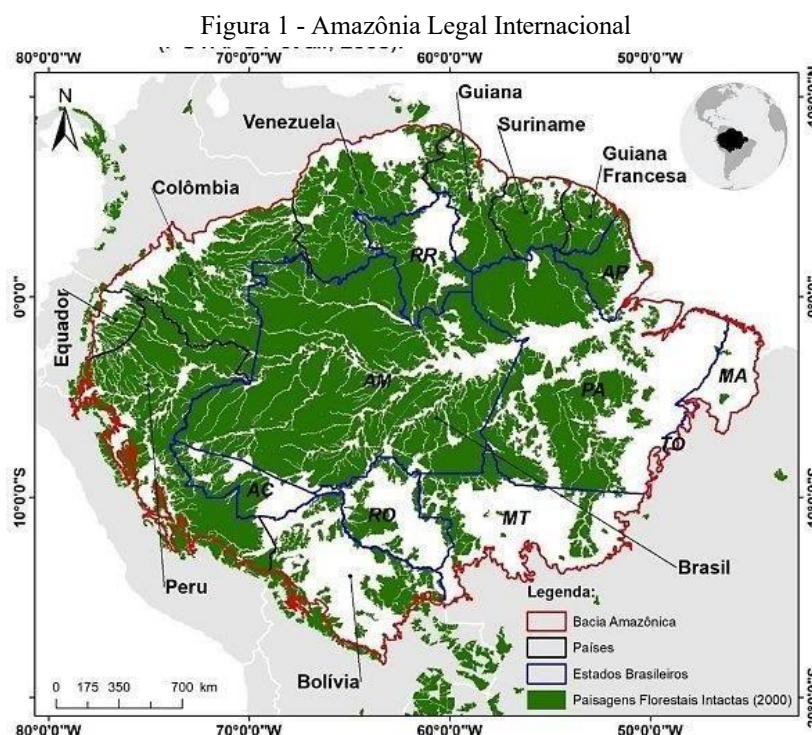 Figura 1 - Amazônia Legal Internacional
80°0'0"W 70°0'0"W 60°0'0"W 50°0'0"W
N
Venezuela
Guiana
Suriname
Guiana
Francesa
Colômbia
Equador
RR
AP
0°0'0"
0°0'0"
AM
PA
MA
TO
AC
RO
MT
10°0'0"S
Peru
Bolívia
Brasil
Legenda:
Bacia Amazônica
Países
Estados Brasileiros
Paisagens Florestais Intactas (2000)
0 175 350 700 km
80°0'0"W 70°0'0"W 60°0'0"W 50°0'0"W